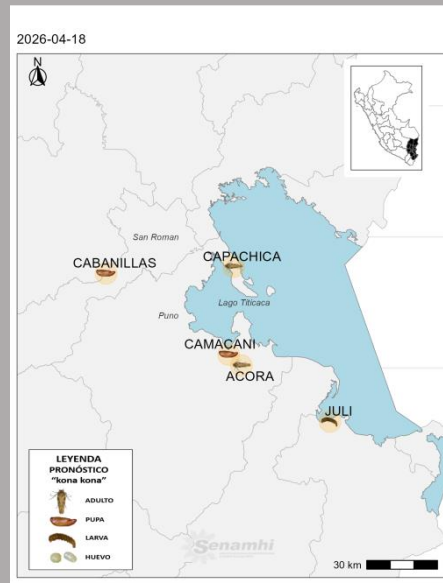 2026-04-18
N
San Roman
CABANILLAS
CAPACHICA
Lago Titicaca
Puno
CAMACANI
ACORA
JULI
LEYENDA
PRONÓSTICO
"kona kona"
ADULTO
PUPA
LARVA
HUEVO
Senamhi
30 km